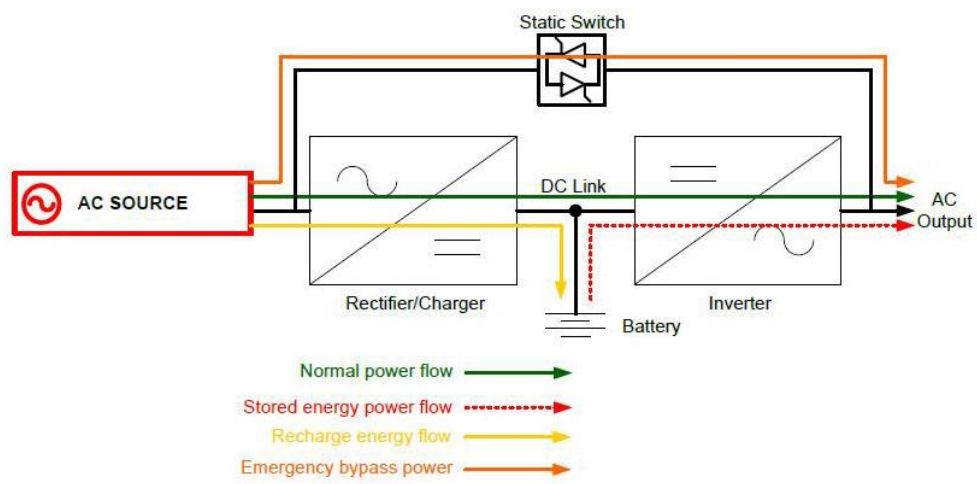 Static Switch
AC SOURCE
DC Link
AC
Output
Rectifier/Charger
Inverter
Battery
Normal power flow
Stored energy power flow
Recharge energy flow
Emergency bypass power